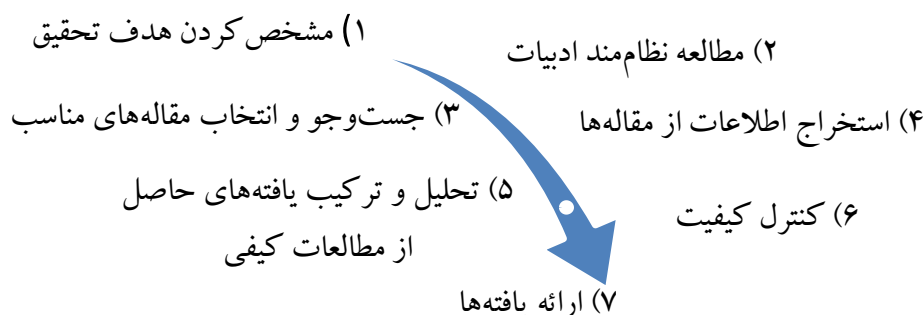 ۱) مشخص کردن هدف تحقیق
۲) مطالعه نظام‌مند ادبیات
۳) جست‌وجو و انتخاب مقاله‌های مناسب
۴) استخراج اطلاعات از مقاله‌ها
۵) تحلیل و ترکیب یافته‌های حاصل
از مطالعات کیفی
۶) کنترل کیفیت
۷) ارائه یافته‌ها